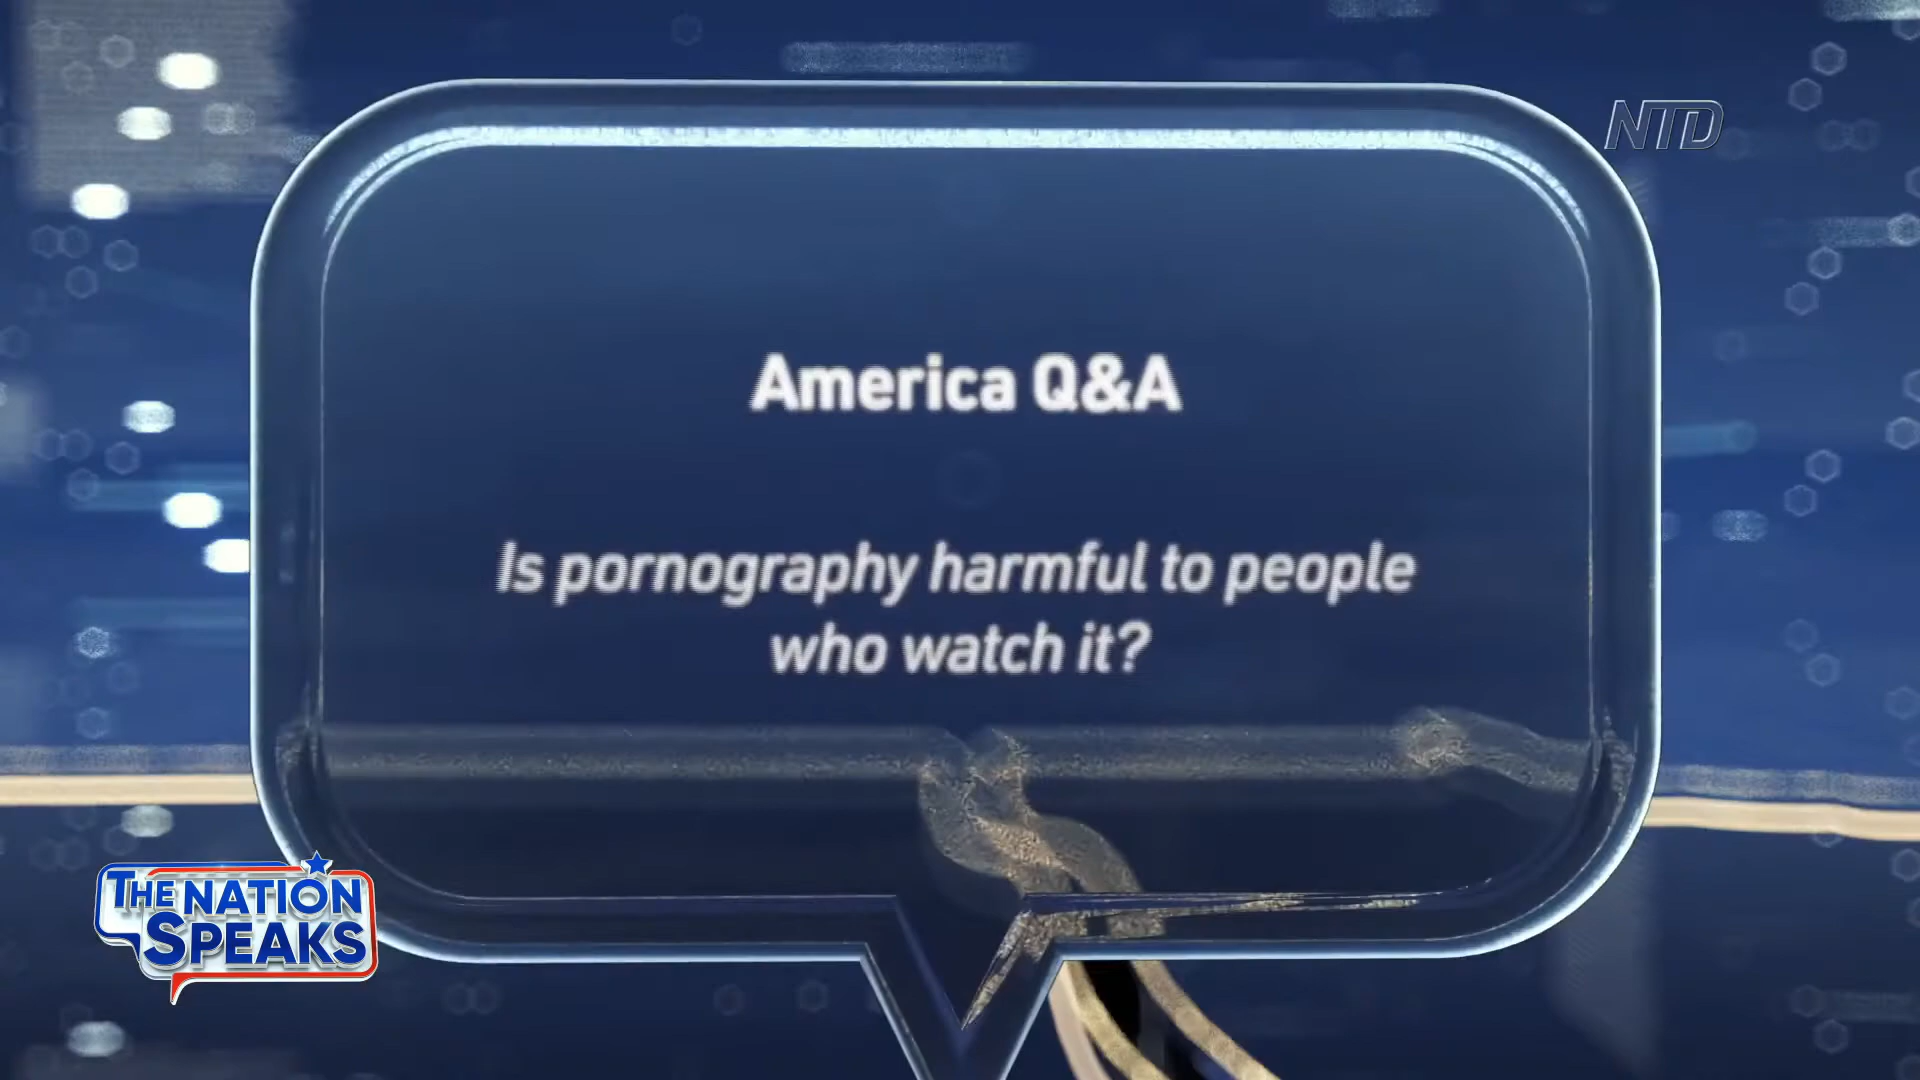 NTD
America Q&A
Is pornography harmful to people
who watch it?
THE NATION
SPEAKS